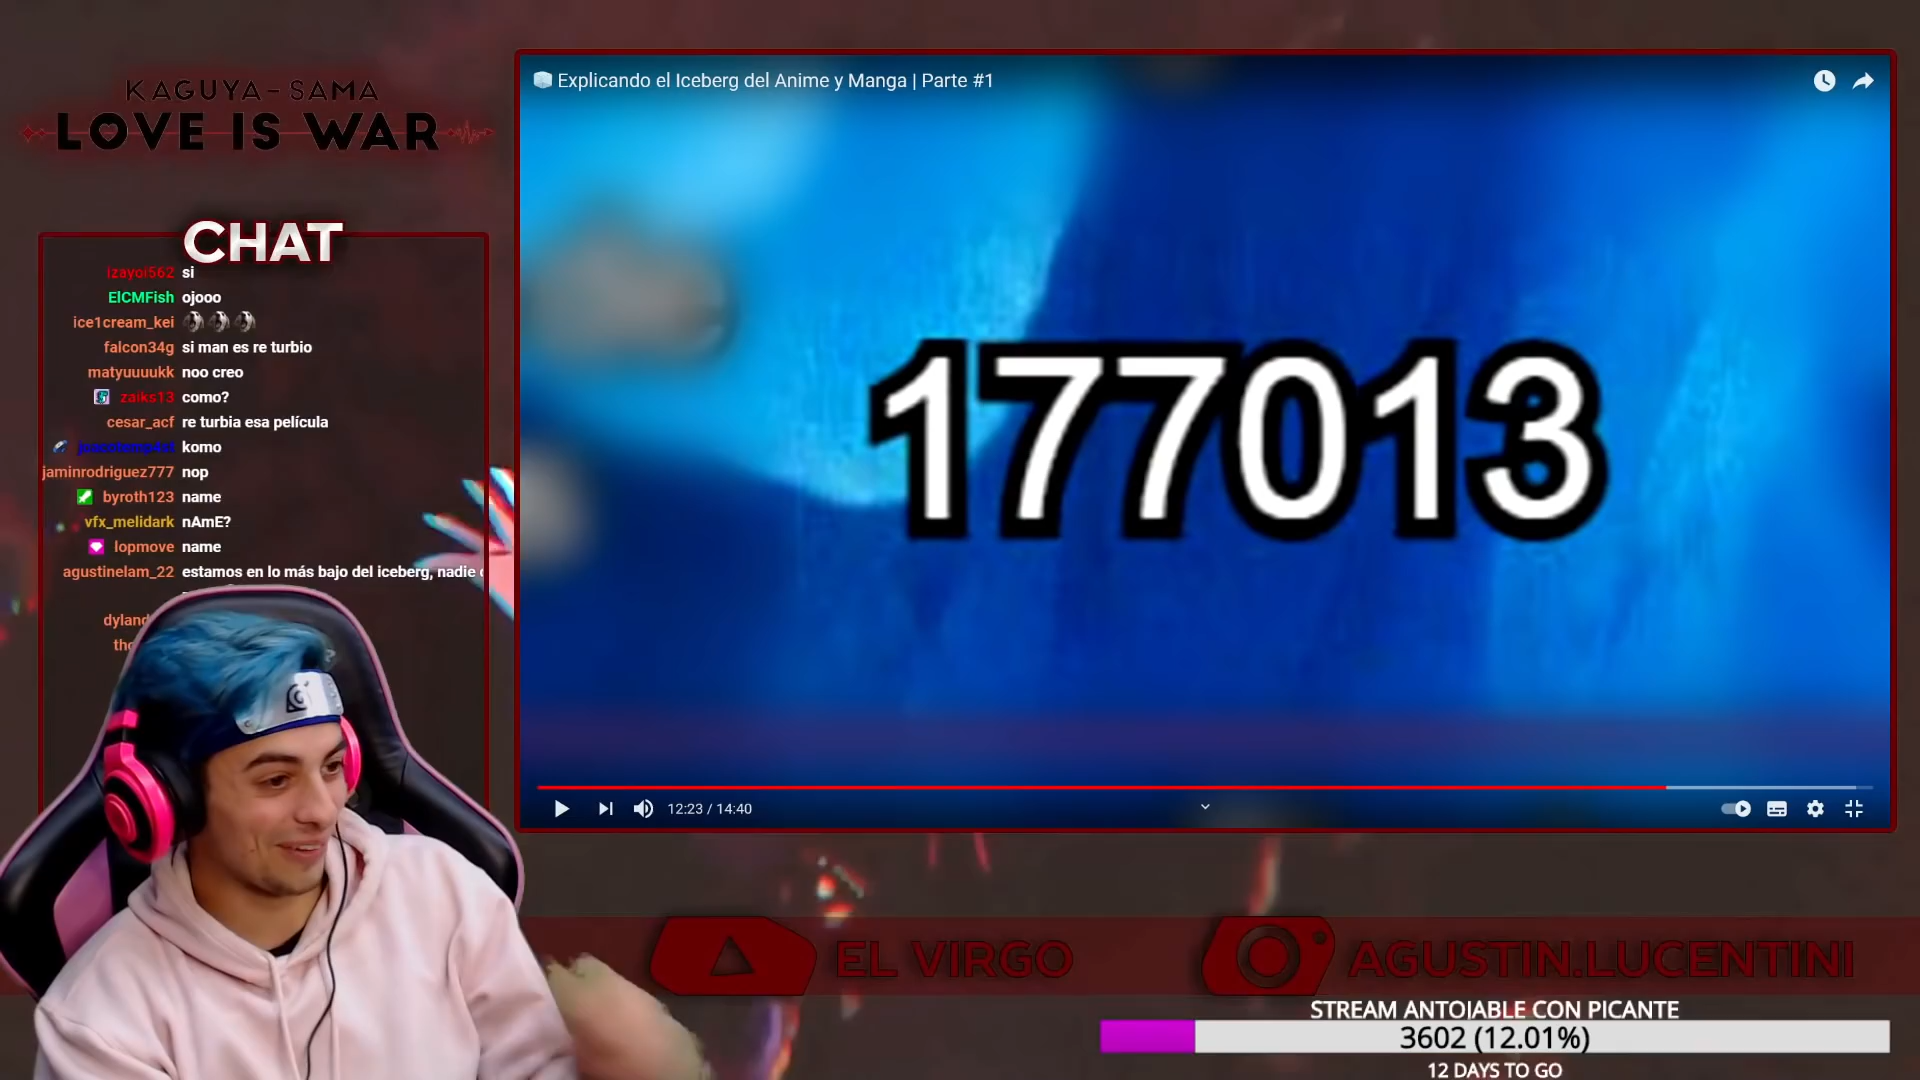 KAGUYA-SAMA
LOVE IS WAR
CHAT
izayoi562 si
ElCMFish ojooo
ice1cream_kei
falcon34g si man es re turbio
matyuuuukk noo creo
zaiks13 como?
cesar_acf re turbia esa película
komo
jaminrodriguez777 nop
byroth123 name
vfx_melidark nAmE?
lopmove name
agustinelam_22 estamos en lo más bajo del iceberg, nadie
Explicando el Iceberg del Anime y Manga | Parte #1
177013
12:23 / 14:40
EL VIRGO
AGUSTIN.LUCENTINI
STREAM ANTOJABLE CON PICANTE
3602 (12.01%)
12 DAYS TO GO